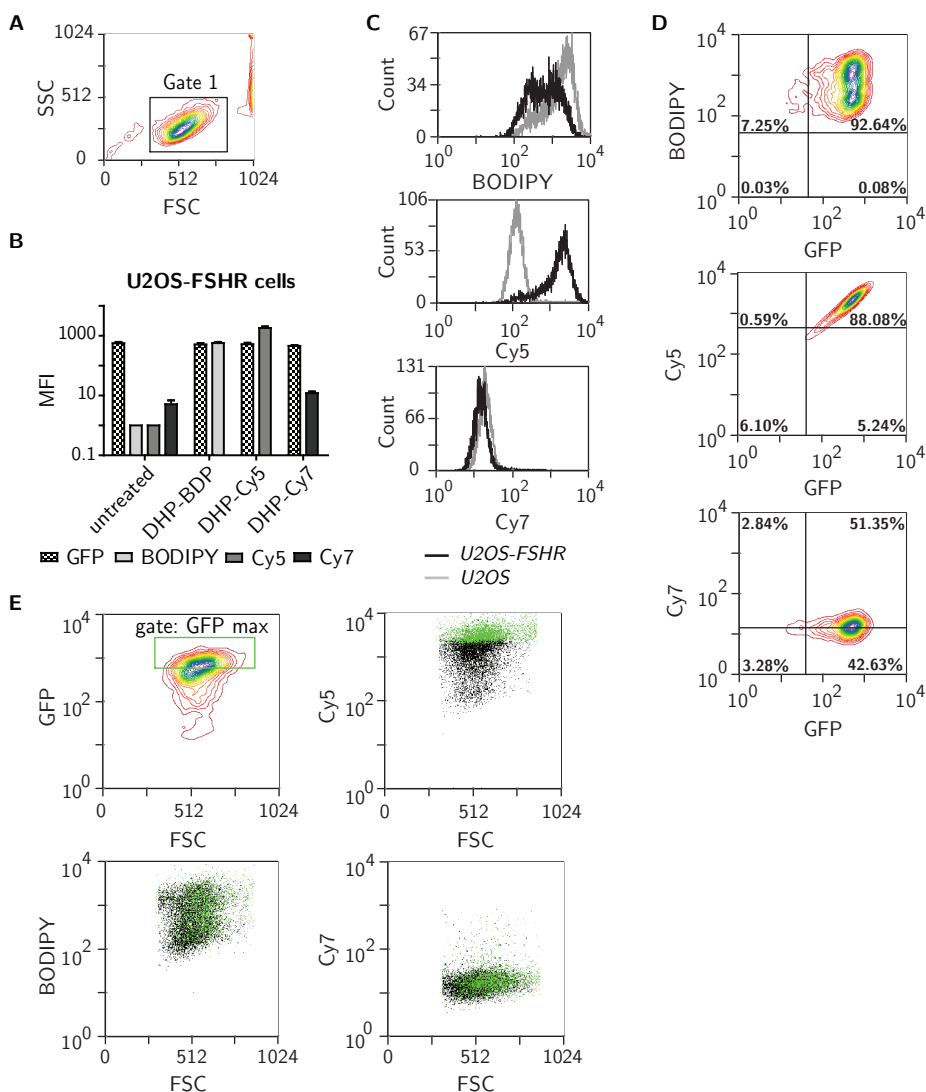 A
1024
SSC
512
0
Gate 1
0
512
1024
FSC
B
U2OS-FSHR cells
MFI
1000
10
0.1
untreated
DHP-BDP
DHP-Cy5
DHP-Cy7
GFP
BODIPY
Cy5
Cy7
C
67
Count
34
0
10^0
10^2
10^4
BODIPY
106
Count
53
0
10^0
10^2
10^4
Cy5
131
Count
66
0
10^0
10^2
10^4
Cy7
U2OS-FSHR
U2OS
D
10^4
BODIPY
10^2
10^0
7.25%
92.64%
0.03%
0.08%
10^0
10^2
10^4
GFP
10^4
Cy5
10^2
10^0
0.59%
88.08%
6.10%
5.24%
10^0
10^2
10^4
GFP
10^4
Cy7
10^2
10^0
2.84%
51.35%
3.28%
42.63%
10^0
10^2
10^4
GFP
E
10^4
gate: GFP max
GFP
10^2
10^0
0
512
1024
FSC
10^4
Cy5
10^2
10^0
0
512
1024
FSC
10^4
BODIPY
10^2
10^0
0
512
1024
FSC
10^4
Cy7
10^2
10^0
0
512
1024
FSC